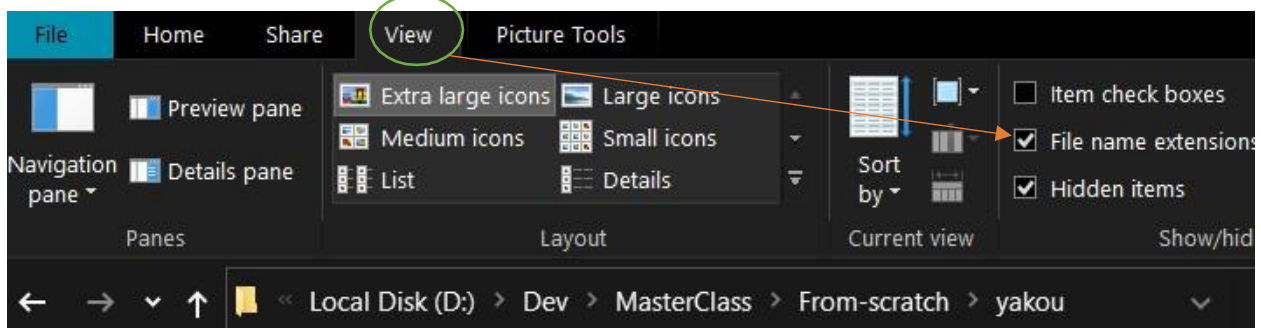 File Home Share View Picture Tools
Preview pane
Details pane
Navigation
pane
Panes
Extra large icons Large icons
Medium icons Small icons
List Details
Layout
Sort
by
Current view
Item check boxes
File name extensions
Hidden items
Show/hid
« Local Disk (D:) > Dev > MasterClass > From-scratch > yakou